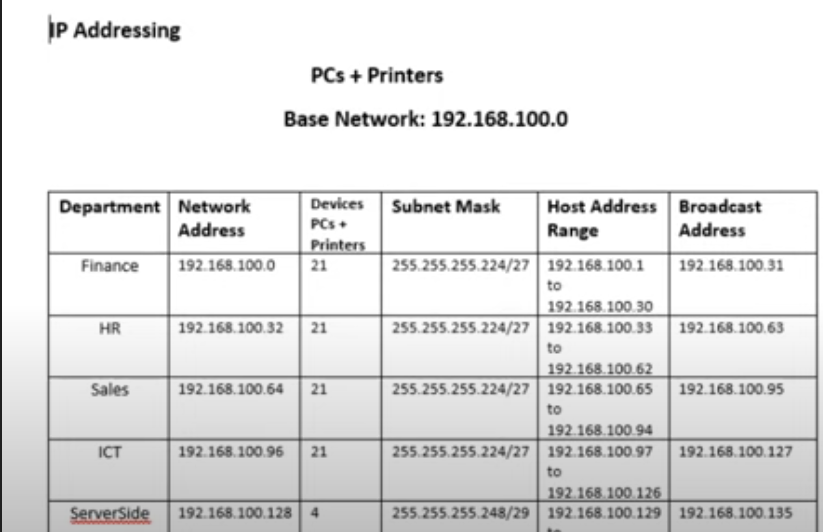 IP Addressing
PCs + Printers
Base Network: 192.168.100.0
Department Network Address Devices PCs + Printers Subnet Mask Host Address Range Broadcast Address
Finance 192.168.100.0 21 255.255.255.224/27 192.168.100.1 to 192.168.100.30 192.168.100.31
HR 192.168.100.32 21 255.255.255.224/27 192.168.100.33 to 192.168.100.62 192.168.100.63
Sales 192.168.100.64 21 255.255.255.224/27 192.168.100.65 to 192.168.100.94 192.168.100.95
ICT 192.168.100.96 21 255.255.255.224/27 192.168.100.97 to 192.168.100.126 192.168.100.127
ServerSide 192.168.100.128 4 255.255.255.248/29 192.168.100.129 192.168.100.135